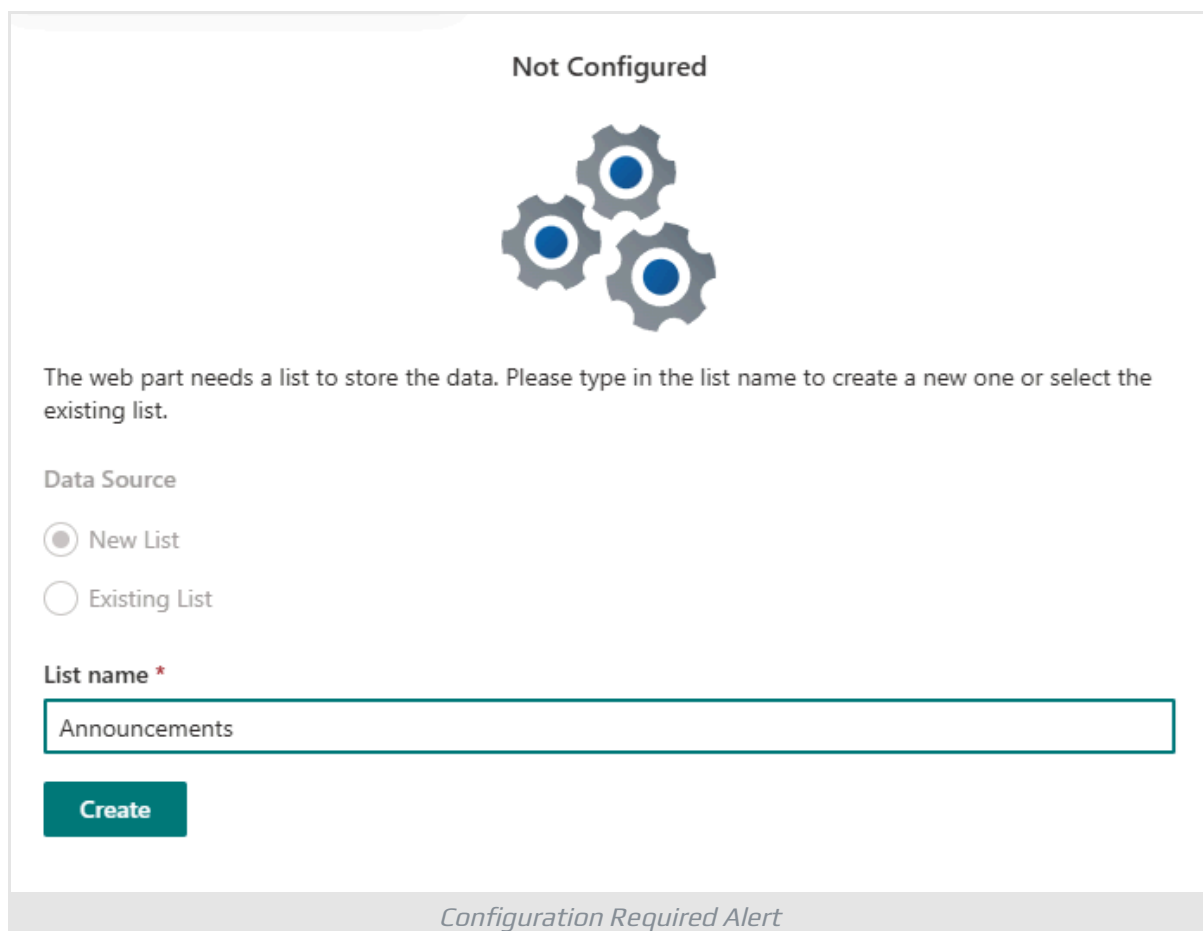 Not Configured
The web part needs a list to store the data. Please type in the list name to create a new one or select the
existing list.
Data Source
New List
Existing List
List name *
Announcements
Create
Configuration Required Alert